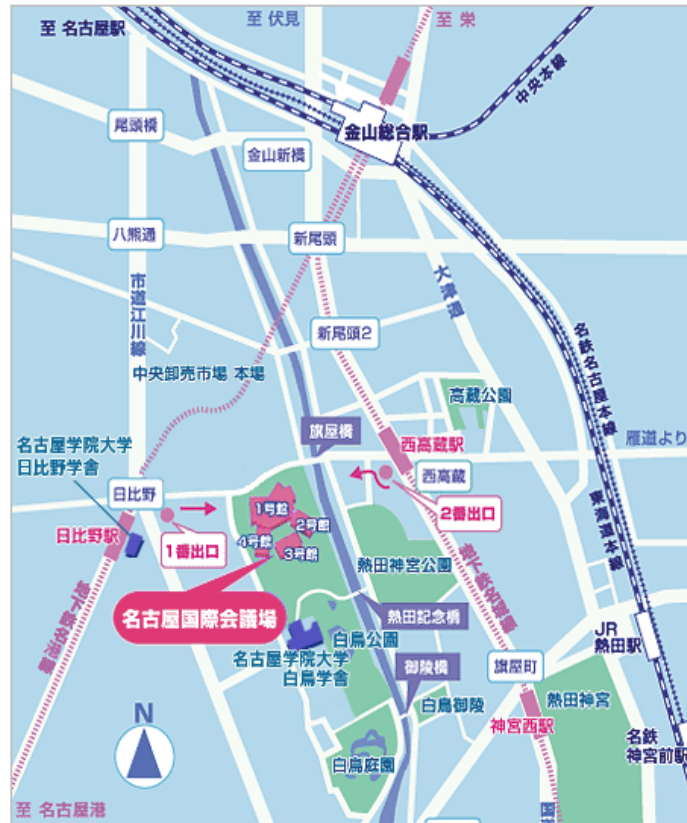 至 名古屋駅
至 伏見
至 栄
中央本線
尾頭橋
金山総合駅
金山新橋
八熊通
新尾頭
市道江川線
大津通
新尾頭2
名鉄名古屋本線
中央卸売市場 本場
高蔵公園
名古屋学院大学
日比野学舎
旗屋橋
西高蔵駅
雁道より
日比野
西高蔵
1号館
2号館
2番出口
日比野駅
1番出口
4号館
3号館
東海道本線
熱田神宮公園
地下鉄名城線
地下鉄名港線
名古屋国際会議場
熱田記念橋
白鳥公園
JR
熱田駅
名古屋学院大学
白鳥学舎
御陵橋
旗屋町
白鳥御陵
熱田神宮
N
神宮西駅
名鉄
神宮前駅
白鳥庭園
至 名古屋港